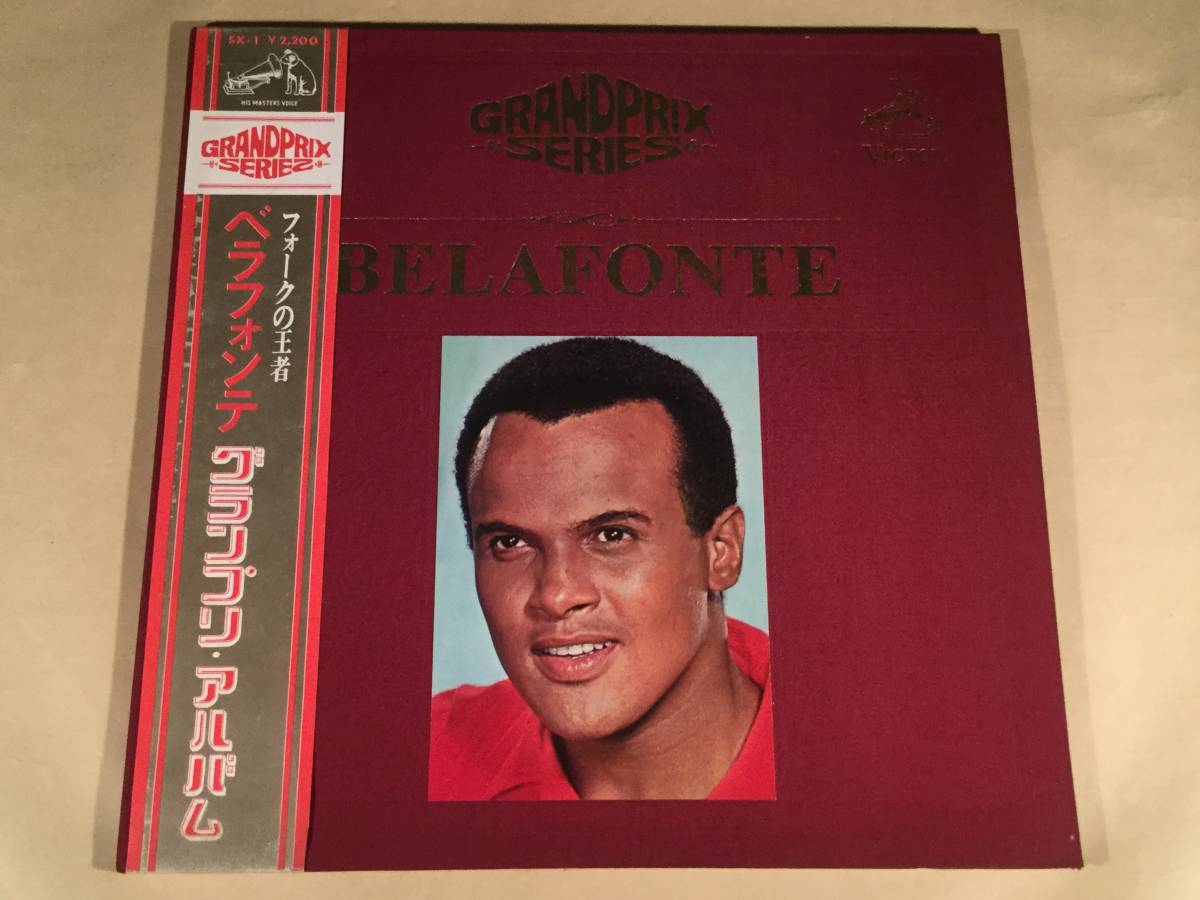 SX-1 ¥2,200
HIS MASTERS VOICE
GRANDPRIX
SERIES
フォークの王者
ベラフォンテ
グランプリ・アルバム
GRANDPRIX
SERIES
VICTOR
BELAFONTE